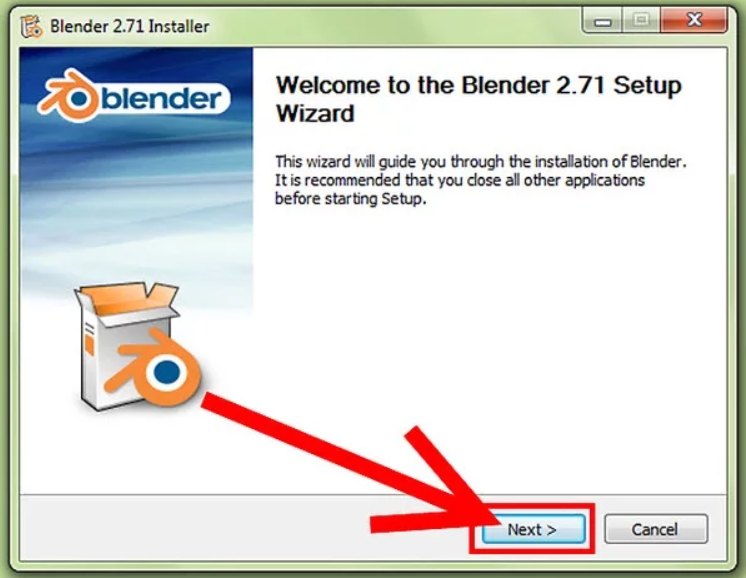 Blender 2.71 Installer
blender
Welcome to the Blender 2.71 Setup
Wizard
This wizard will guide you through the installation of Blender.
It is recommended that you close all other applications
before starting Setup.
Next >
Cancel